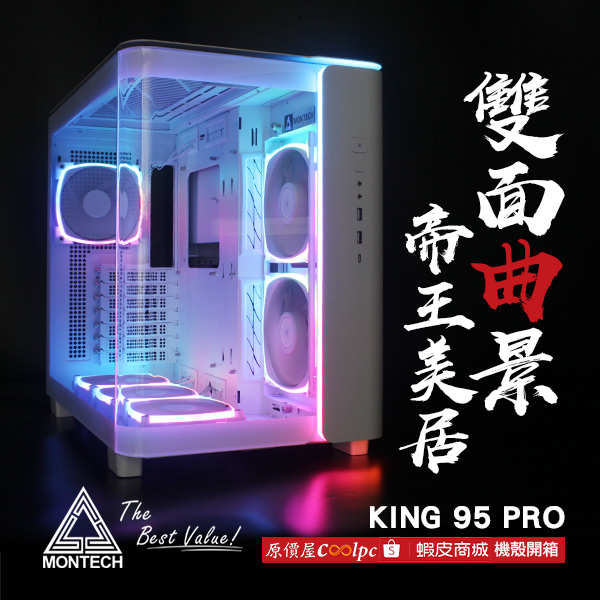 雙面曲景
帝王美居
MONTECH
MONTECH
The
Best Value!
KING 95 PRO
原價屋coolpc S 蝦皮商城 機殼開箱